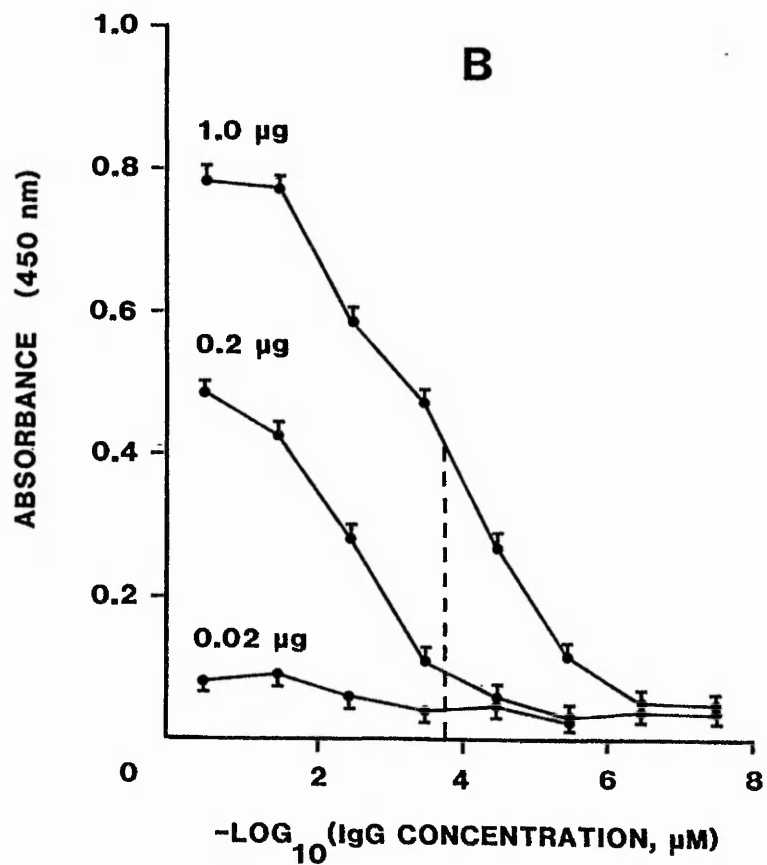 B
1.0
0.8
0.6
0.4
0.2
0
ABSORBANCE (450 nm)
1.0 µg
0.2 µg
0.02 µg
2
4
6
8
-LOG10(IgG CONCENTRATION, µM)